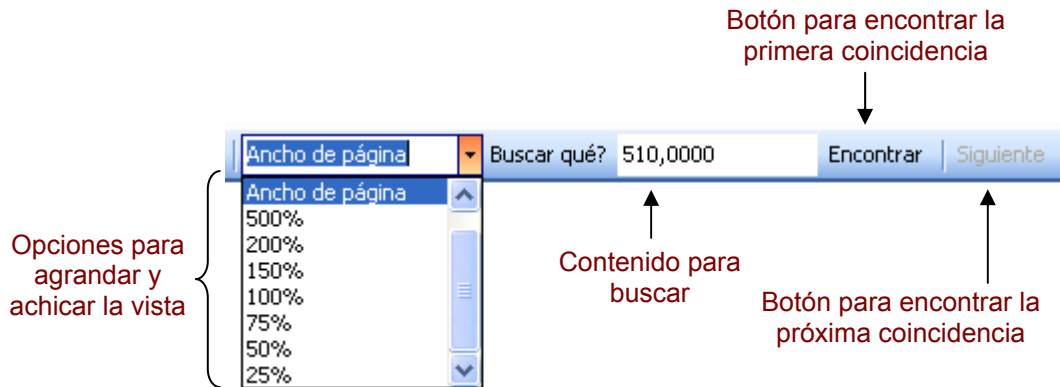 Botón para encontrar la
primera coincidencia
Ancho de página Buscar qué? 510,0000 Encontrar Siguiente
Ancho de página
500%
200%
150%
100%
75%
50%
25%
Opciones para
agrandar y
achicar la vista
Contenido para
buscar
Botón para encontrar la
próxima coincidencia